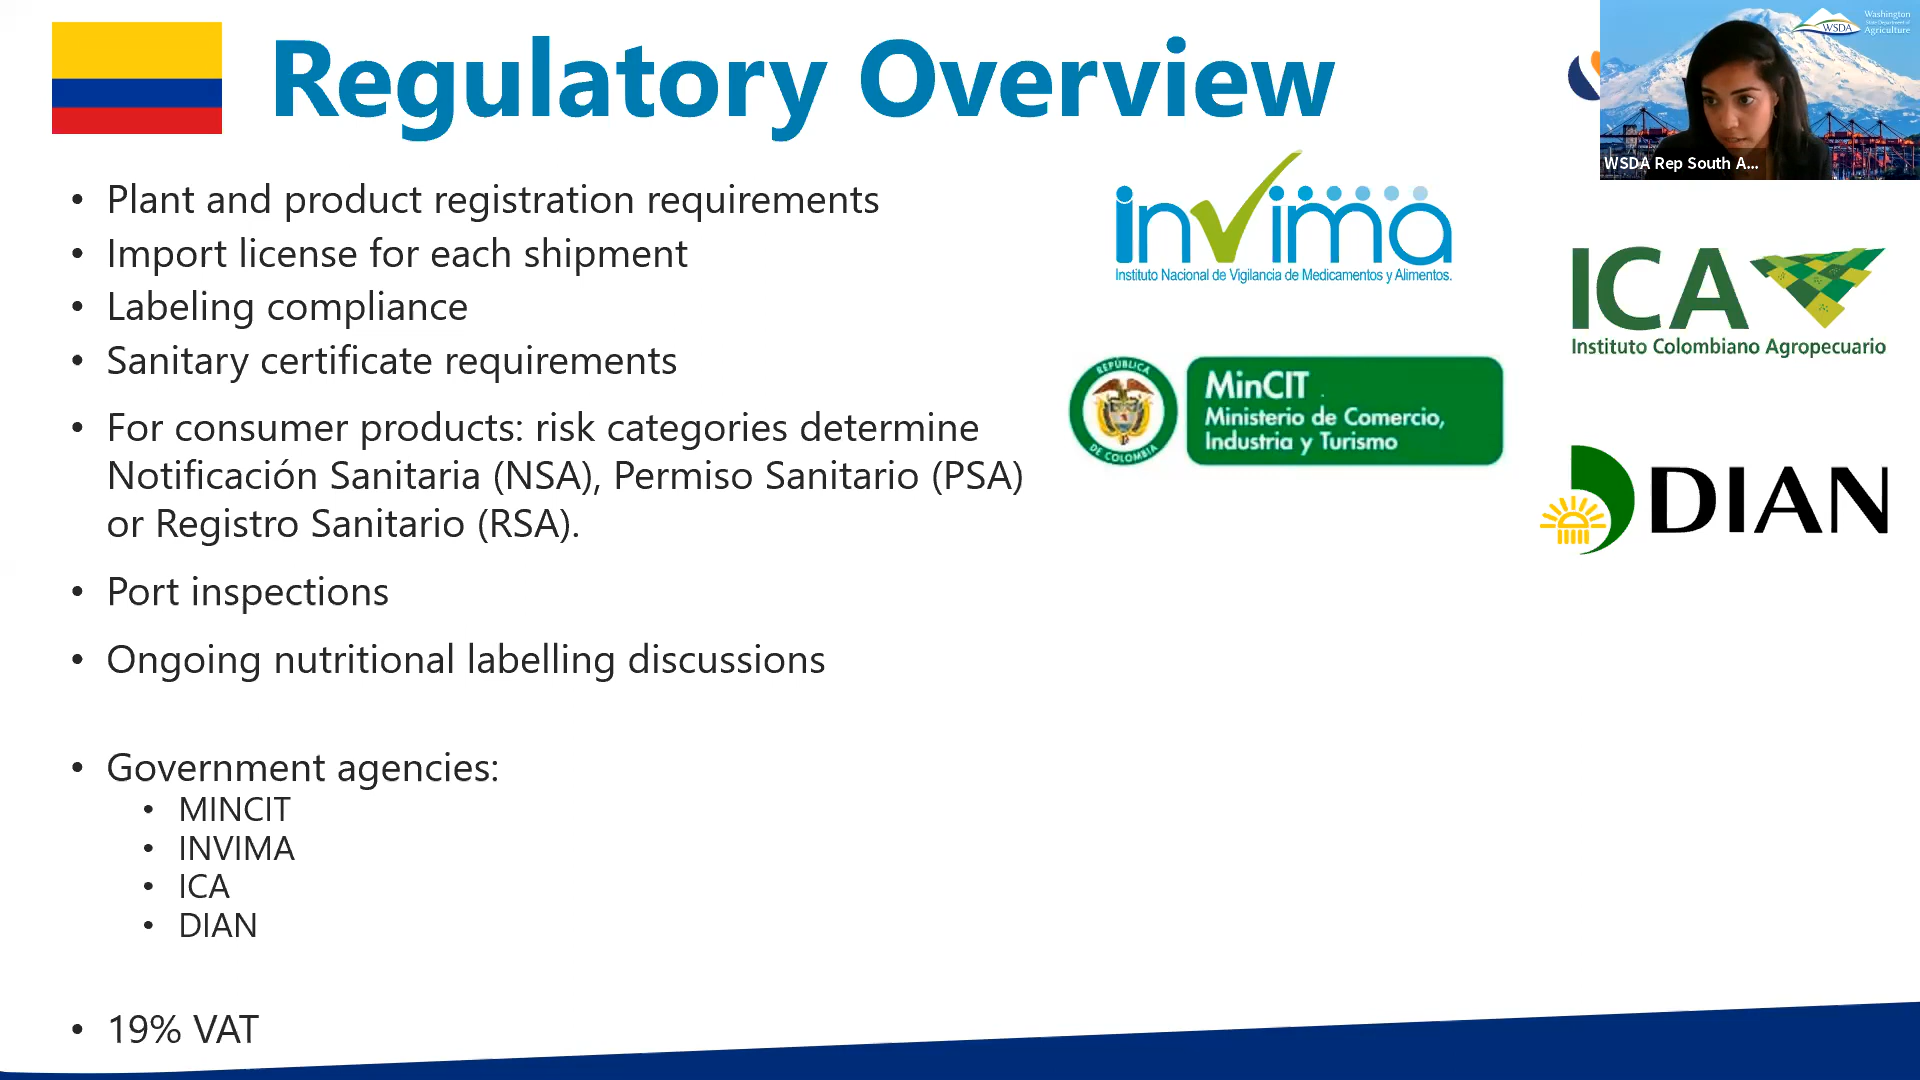 Regulatory Overview
• Plant and product registration requirements
• Import license for each shipment
• Labeling compliance
• Sanitary certificate requirements
• For consumer products: risk categories determine
Notificación Sanitaria (NSA), Permiso Sanitario (PSA)
or Registro Sanitario (RSA).
• Port inspections
• Ongoing nutritional labelling discussions
• Government agencies:
• MINCIT
• INVIMA
• ICA
• DIAN
• 19% VAT
invima
Instituto Nacional de Vigilancia de Medicamentos y Alimentos.
ICA
Instituto Colombiano Agropecuario
REPÚBLICA
DE COLOMBIA
MinCIT
Ministerio de Comercio,
Industria y Turismo
DIAN
WSDA
Washington
State Department of
Agriculture
WSDA Rep South A...